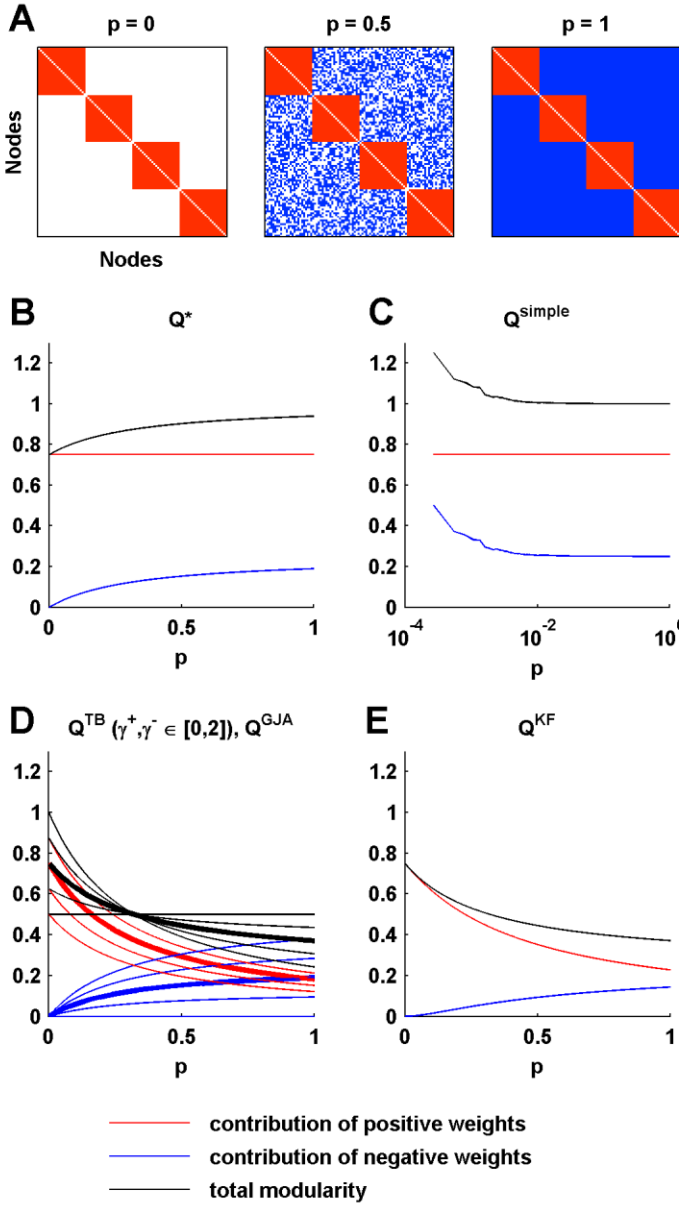 A
p = 0 p = 0.5 p = 1
Nodes
Nodes
B Q*
1.2
1
0.8
0.6
0.4
0.2
0
0 0.5 1
p
C Q^simple
1.2
1
0.8
0.6
0.4
0.2
0
10^-4 10^-2 10^0
p
D Q^TB (γ^+,γ^- ∈ [0,2]), Q^GJA
1.2
1
0.8
0.6
0.4
0.2
0
0 0.5 1
p
E Q^KF
1.2
1
0.8
0.6
0.4
0.2
0
0 0.5 1
p
contribution of positive weights
contribution of negative weights
total modularity